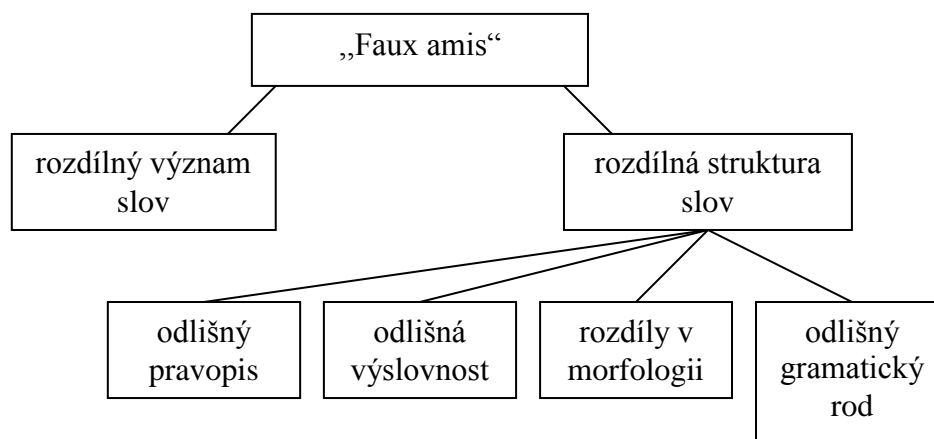 ,,Faux amis“
rozdílný význam
slov
rozdílná struktura
slov
odlišný
pravopis
odlišná
výslovnost
rozdíly v
morfologii
odlišný
gramatický
rod